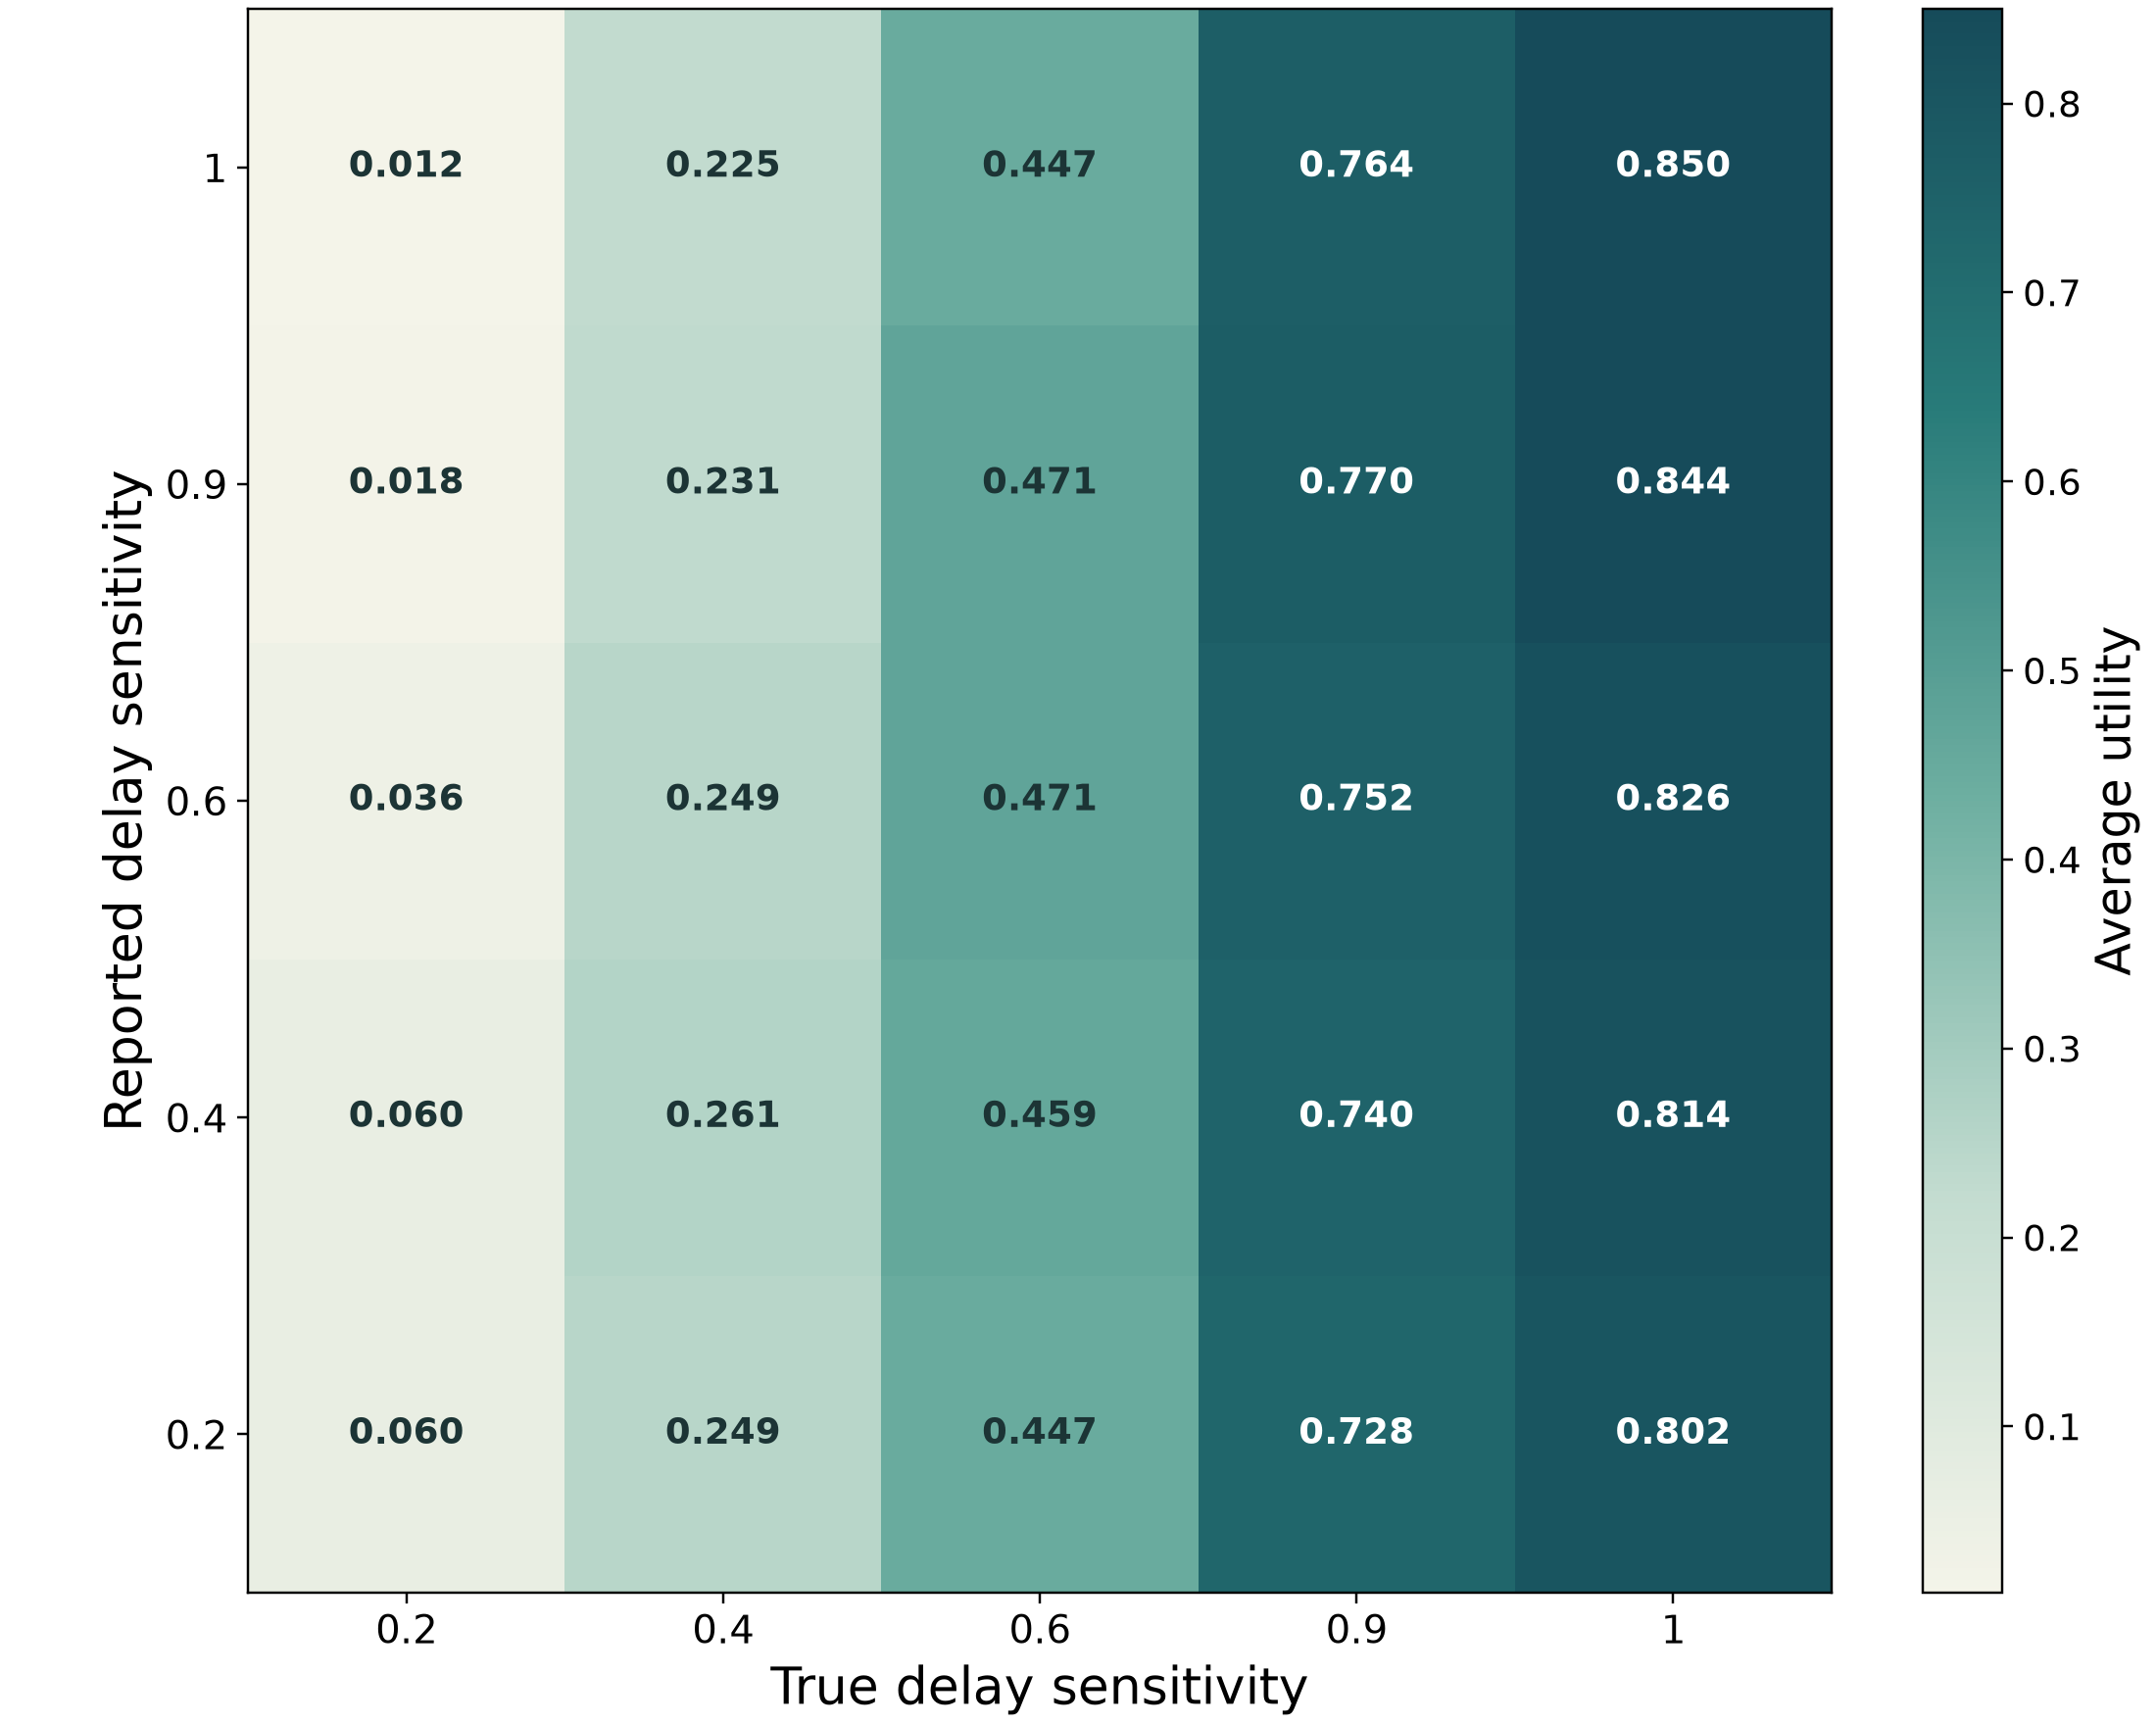 Reported delay sensitivity
1 0.012 0.225 0.447 0.764 0.850
0.9 0.018 0.231 0.471 0.770 0.844
0.6 0.036 0.249 0.471 0.752 0.826
0.4 0.060 0.261 0.459 0.740 0.814
0.2 0.060 0.249 0.447 0.728 0.802
0.2 0.4 0.6 0.9 1
True delay sensitivity
0.8
0.7
0.6
0.5
0.4
0.3
0.2
0.1
Average utility